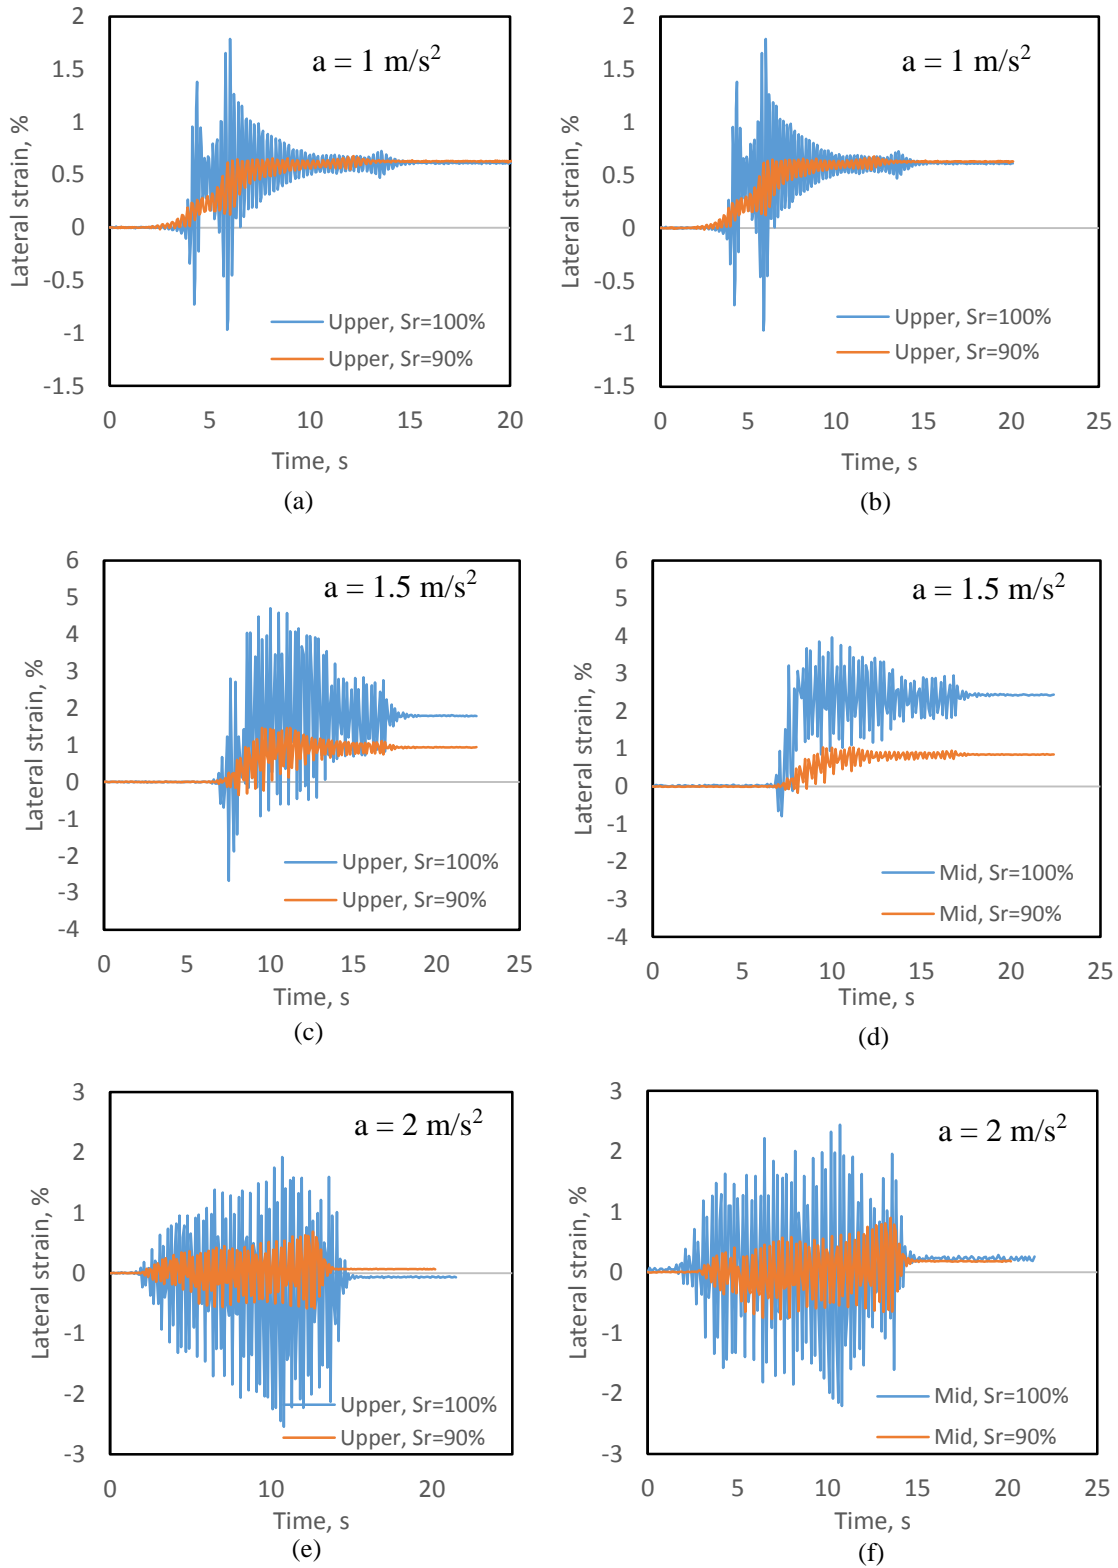 2
1.5
1
0.5
0
-0.5
-1
-1.5
Lateral strain, %
a = 1 m/s²
Upper, Sr=100%
Upper, Sr=90%
0 5 10 15 20
Time, s
(a)
2
1.5
1
0.5
0
-0.5
-1
-1.5
Lateral strain, %
a = 1 m/s²
Upper, Sr=100%
Upper, Sr=90%
0 5 10 15 20 25
Time, s
(b)
6
5
4
3
2
1
0
-1
-2
-3
-4
Lateral strain, %
a = 1.5 m/s²
Upper, Sr=100%
Upper, Sr=90%
0 5 10 15 20 25
Time, s
(c)
6
5
4
3
2
1
0
-1
-2
-3
-4
Lateral strain, %
a = 1.5 m/s²
Mid, Sr=100%
Mid, Sr=90%
0 5 10 15 20 25
Time, s
(d)
3
2
1
0
-1
-2
-3
Lateral strain, %
a = 2 m/s²
Upper, Sr=100%
Upper, Sr=90%
0 10 20
Time, s
(e)
3
2
1
0
-1
-2
-3
Lateral strain, %
a = 2 m/s²
Mid, Sr=100%
Mid, Sr=90%
0 5 10 15 20 25
Time, s
(f)